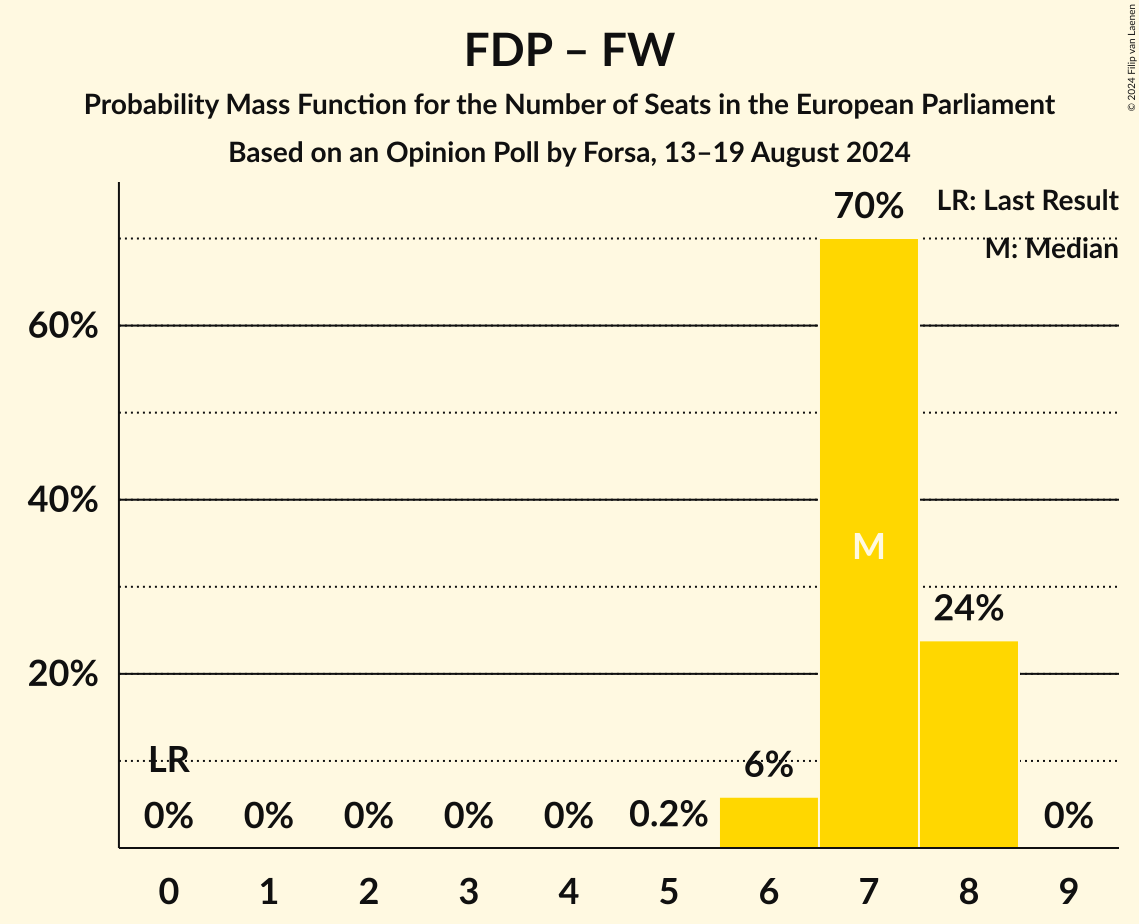 FDP – FW
Probability Mass Function for the Number of Seats in the European Parliament
Based on an Opinion Poll by Forsa, 13–19 August 2024
© 2024 Filip van Laenen
LR: Last Result
M: Median
70%
60%
40%
M
24%
20%
LR
6%
0% 0% 0% 0% 0% 0.2% 0%
0 1 2 3 4 5 6 7 8 9